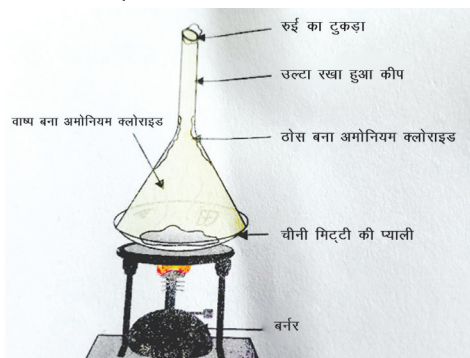 रुई का टुकड़ा
उल्टा रखा हुआ कीप
वाष्प बना अमोनियम क्लोराइड
ठोस बना अमोनियम क्लोराइड
चीनी मिट्टी की प्याली
बर्नर